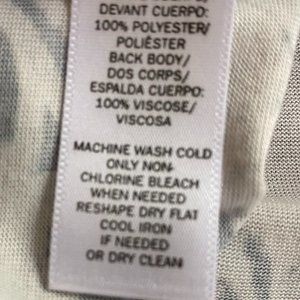 DEVANT CUERPO:
100% POLYESTER/
POLIÉSTER
BACK BODY/
DOS CORPS/
ESPALDA CUERPO:
100% VISCOSE/
VISCOSA
MACHINE WASH COLD
ONLY NON-
CHLORINE BLEACH
WHEN NEEDED
RESHAPE DRY FLAT
COOL IRON
IF NEEDED
OR DRY CLEAN